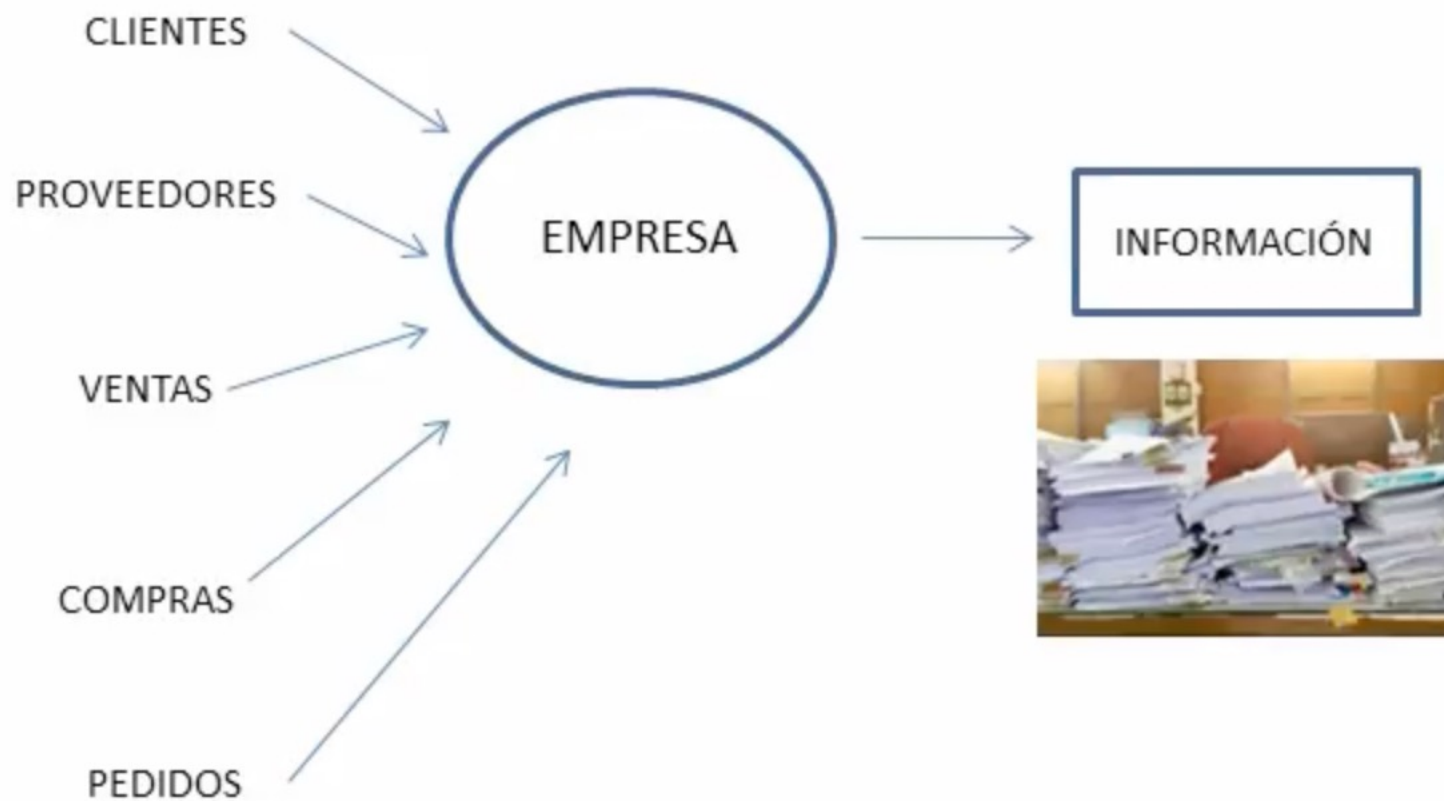 CLIENTES
PROVEEDORES
EMPRESA
INFORMACIÓN
VENTAS
COMPRAS
PEDIDOS